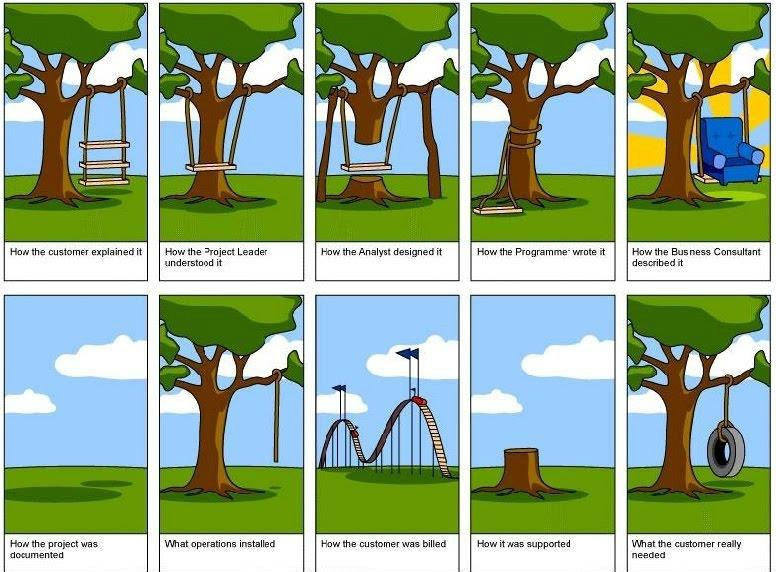 How the customer explained it
How the Project Leader
understood it
How the Analyst designed it
How the Programmer wrote it
How the Business Consultant
described it
How the project was
documented
What operations installed
How the customer was billed
How it was supported
What the customer really
needed